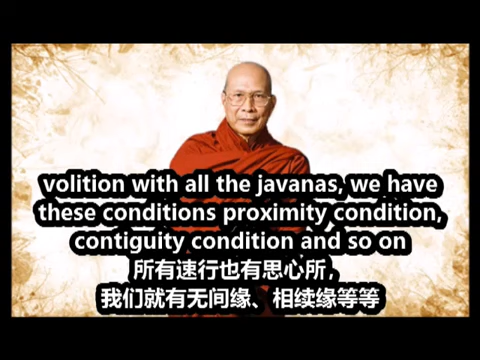 volition with all the javanas, we have
these conditions proximity condition,
contiguity condition and so on
所有速行也有思心所，
我们就有无间缘、相续缘等等